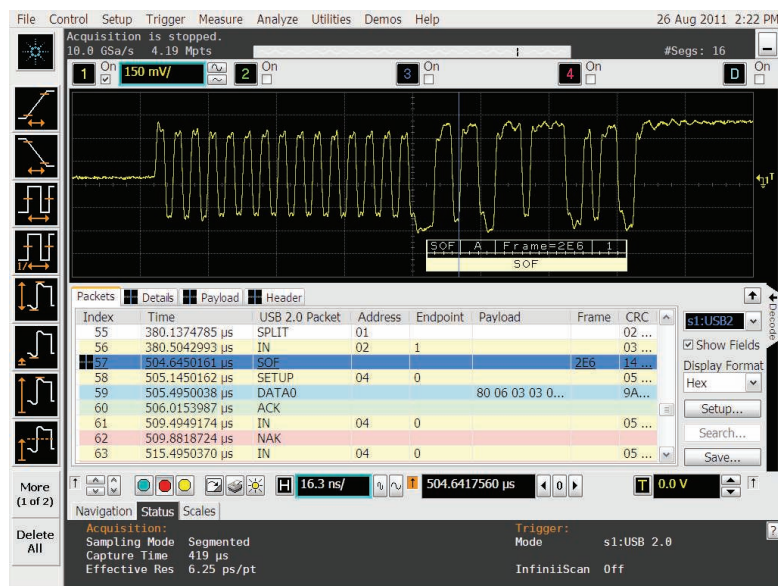 File Control Setup Trigger Measure Analyze Utilities Demos Help 26 Aug 2011 2:22 PM
Acquisition is stopped.
10.0 GSa/s 4.19 Mpts #Segs: 16
1 On 150 mV/ 2 On 3 On 4 On D On
T
SOF A Frame=2E6 1
SOF
Packets Details Payload Header
Index Time USB 2.0 Packet Address Endpoint Payload Frame CRC
55 380.1374785 µs SPLIT 01 02 ...
56 380.5042993 µs IN 02 1 03 ...
57 504.6450161 µs SOF 2E6 14 ...
58 505.1450162 µs SETUP 04 0 05 ...
59 505.4950038 µs DATA0 80 06 03 03 0... 9A...
60 506.0153987 µs ACK
61 509.4949174 µs IN 04 0 05 ...
62 509.8818724 µs NAK
63 515.4950370 µs IN 04 0 05 ...
Decode
s1:USB2
Show Fields
Display Format
Hex
Setup...
Search...
Save...
1/
More
(1 of 2)
Delete
All
H 16.3 ns/ 504.6417560 µs 0 T 0.0 V
Navigation Status Scales
Acquisition: Trigger:
Sampling Mode Segmented Mode s1:USB 2.0
Capture Time 419 µs
Effective Res 6.25 ps/pt InfiniiScan Off
?